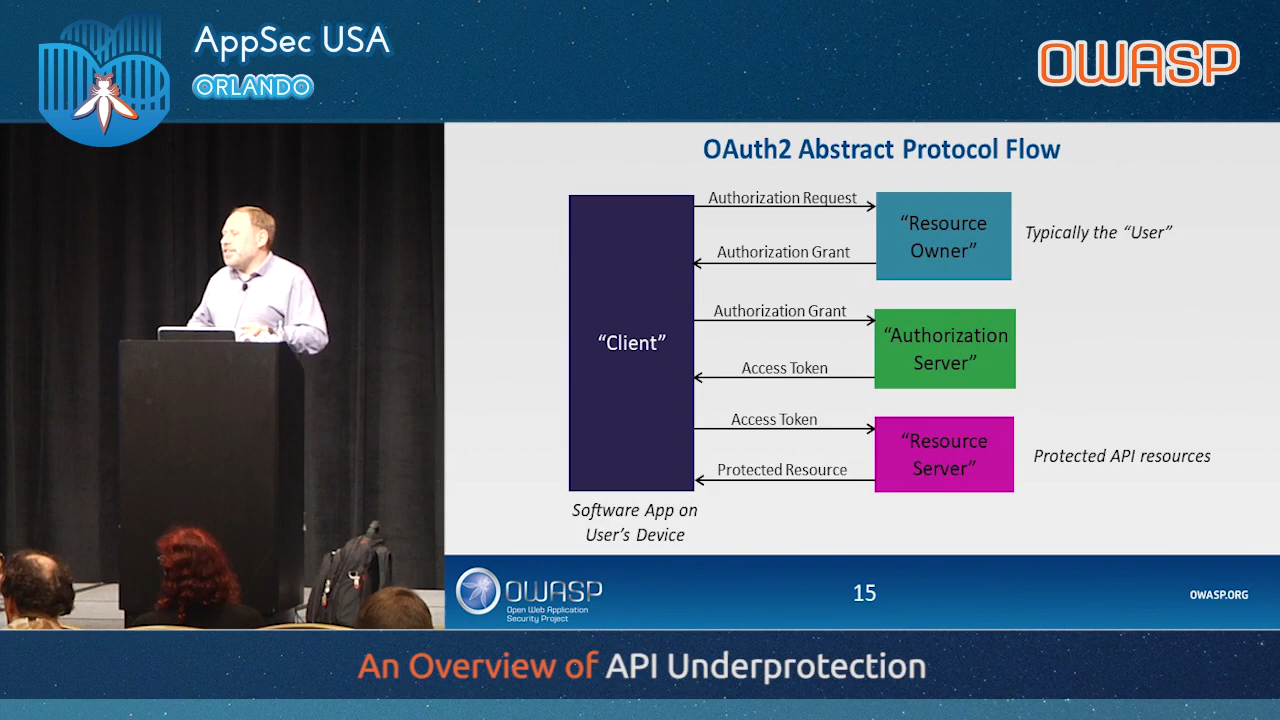 AppSec USA
ORLANDO
OWASP
OAuth2 Abstract Protocol Flow
Authorization Request
“Resource
Owner”
Typically the “User”
Authorization Grant
Authorization Grant
“Authorization
Server”
“Client”
Access Token
Access Token
“Resource
Server”
Protected API resources
Protected Resource
Software App on
User’s Device
OWASP
Open Web Application
Security Project
15
OWASP.ORG
An Overview of API Underprotection